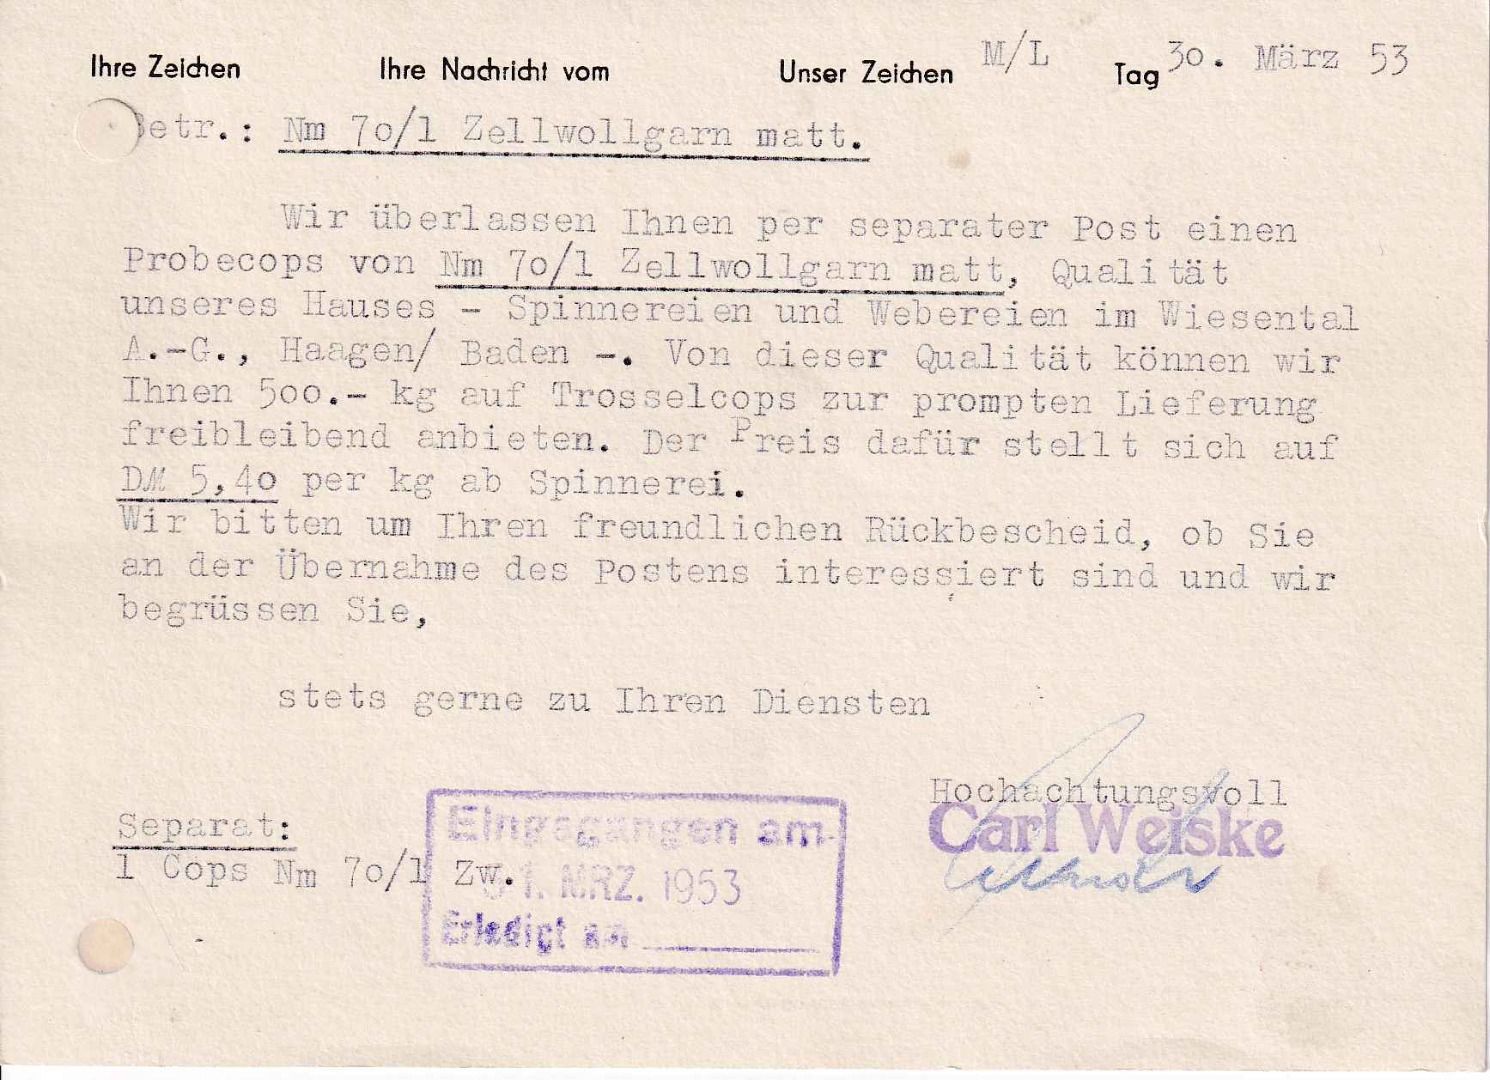 Ihre Zeichen Ihre Nachricht vom Unser Zeichen M/L Tag 30. März 53
Betr.: Nm 7o/1 Zellwollgarn matt.
Wir überlassen Ihnen per separater Post einen
Probecops von Nm 7o/1 Zellwollgarn matt, Qualität
unseres Hauses - Spinnereien und Webereien im Wiesental
A.-G., Haagen/ Baden -. Von dieser Qualität können wir
Ihnen 5oo.- kg auf Trosselcops zur prompten Lieferung
freibleibend anbieten. Der Preis dafür stellt sich auf
DM 5,4o per kg ab Spinnerei.
Wir bitten um Ihren freundlichen Rückbescheid, ob Sie
an der Übernahme des Postens interessiert sind und wir
begrüssen Sie,
stets gerne zu Ihren Diensten
Hochachtungsvoll
Carl Weiske
Separat:
1 Cops Nm 7o/1 Zw.
Eingegangen am
31. MRZ. 1953
Erledigt am